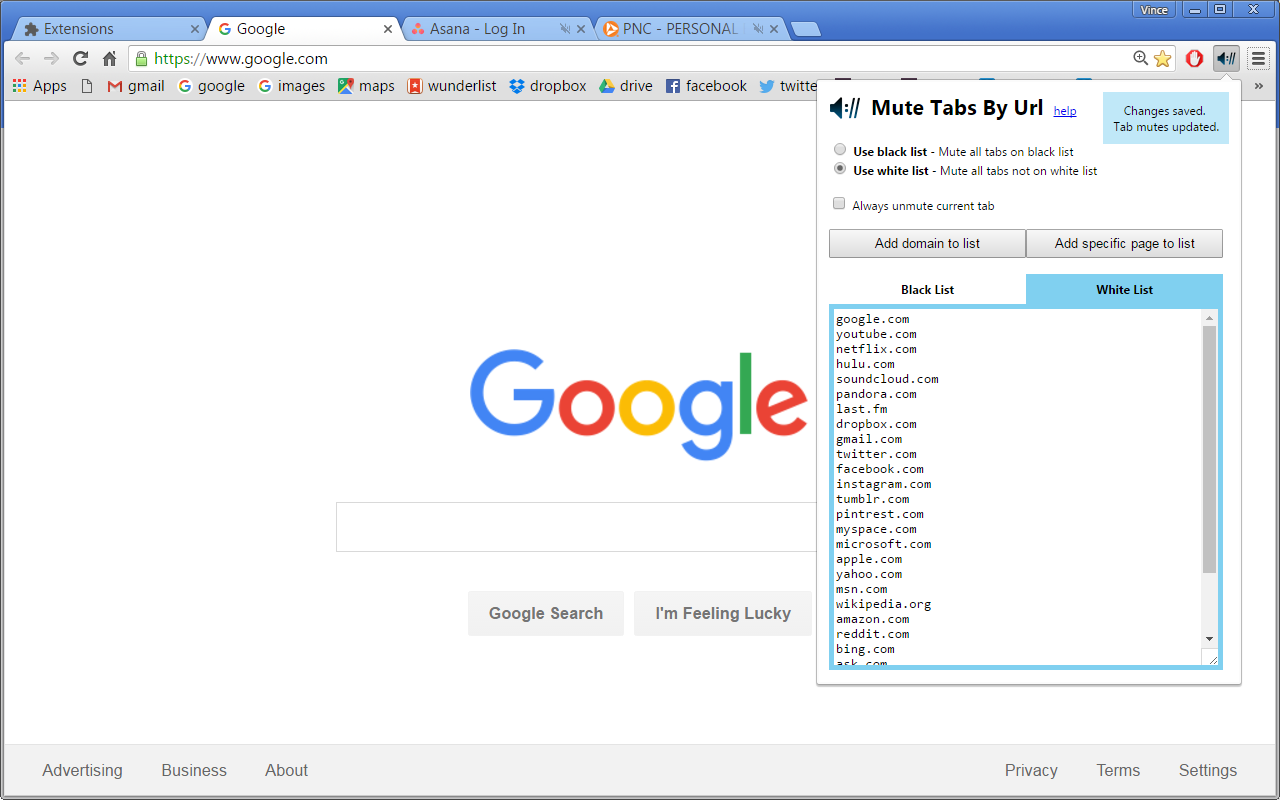 Vince
Extensions
Google
Asana - Log In
PNC - PERSONAL
https://www.google.com
Apps
gmail
google
images
maps
wunderlist
dropbox
drive
facebook
twitte
»
Mute Tabs By Url help
Changes saved.
Tab mutes updated.
Use black list - Mute all tabs on black list
Use white list - Mute all tabs not on white list
Always unmute current tab
Add domain to list
Add specific page to list
Black List
White List
google.com
youtube.com
netflix.com
hulu.com
soundcloud.com
pandora.com
last.fm
dropbox.com
gmail.com
twitter.com
facebook.com
instagram.com
tumblr.com
pintrest.com
myspace.com
microsoft.com
apple.com
yahoo.com
msn.com
wikipedia.org
amazon.com
reddit.com
bing.com
ask.com
Google
Google Search
I'm Feeling Lucky
Advertising
Business
About
Privacy
Terms
Settings